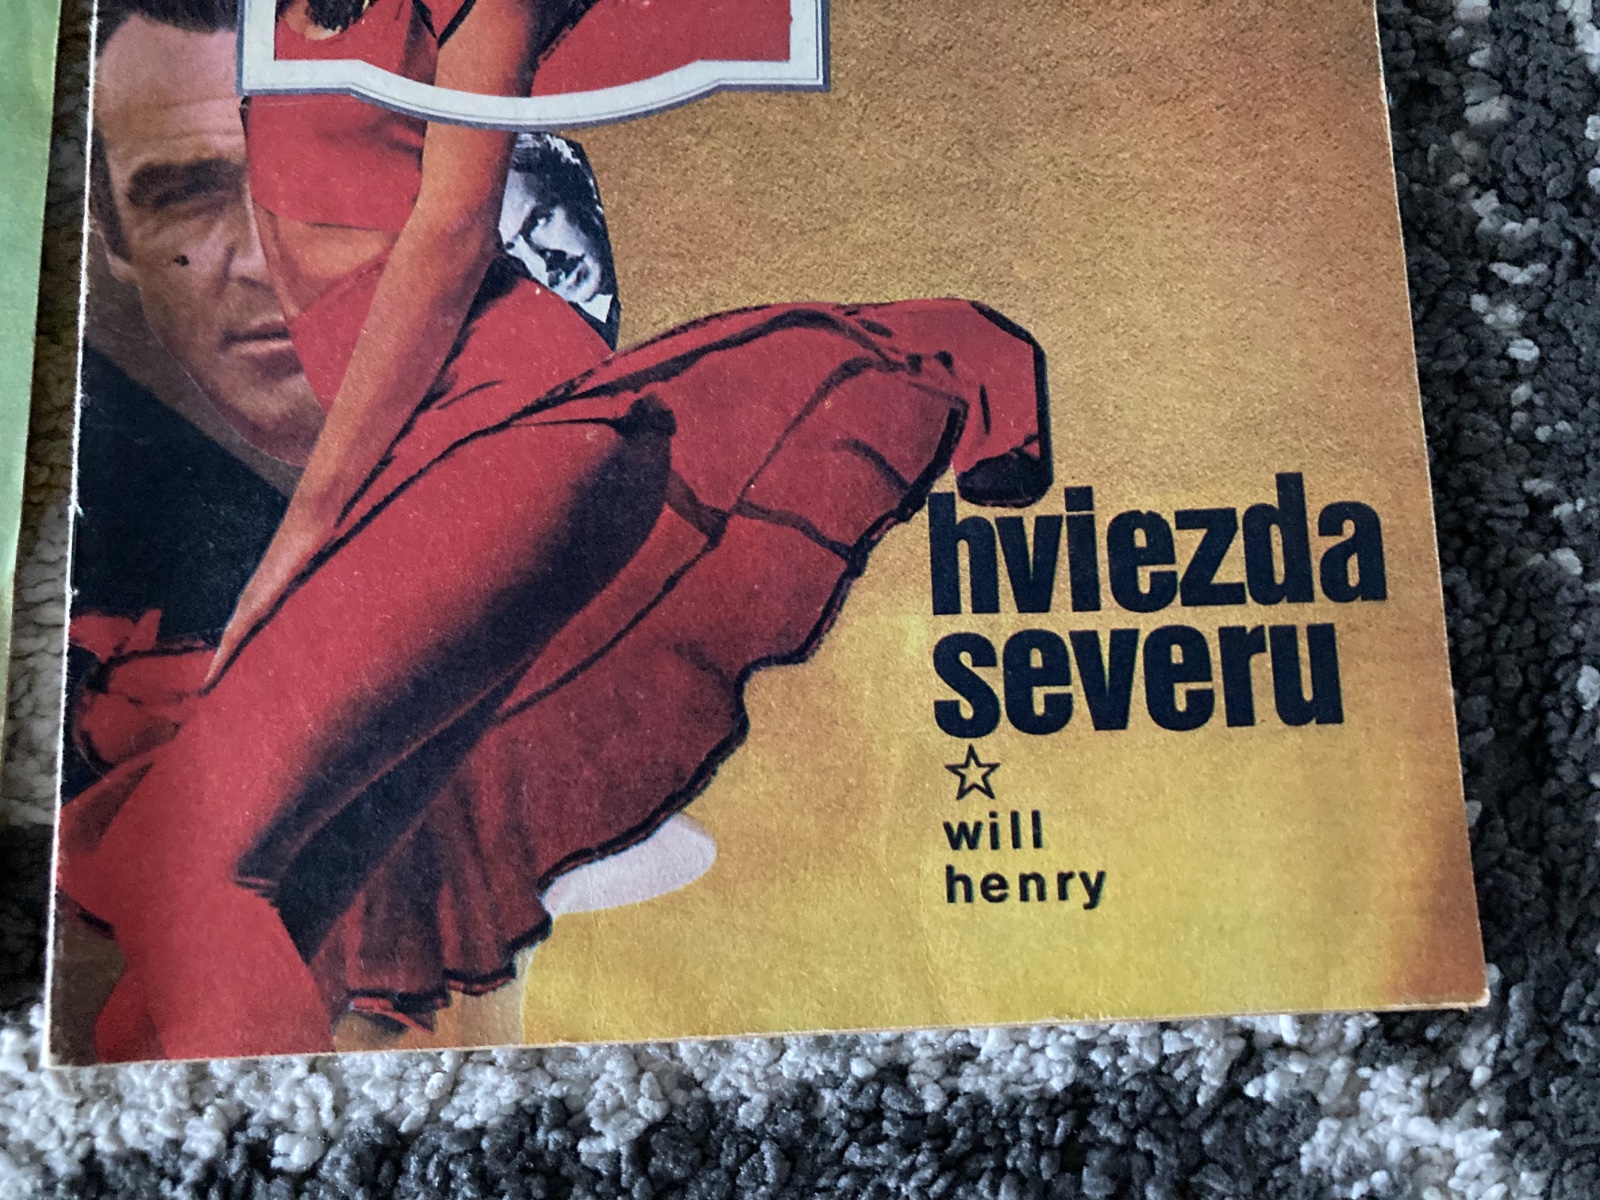 hviezda
severu
will
henry